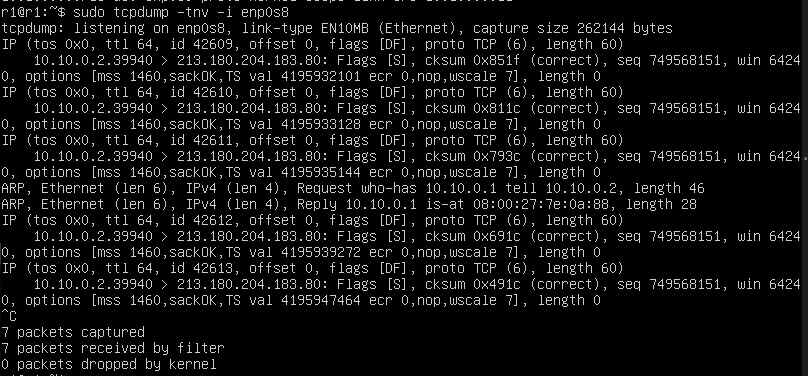 r1@r1:~$ sudo tcpdump -tnv -i enp0s8
tcpdump: listening on enp0s8, link-type EN10MB (Ethernet), capture size 262144 bytes
IP (tos 0x0, ttl 64, id 42609, offset 0, flags [DF], proto TCP (6), length 60)
    10.10.0.2.39940 > 213.180.204.183.80: Flags [S], cksum 0x851f (correct), seq 749568151, win 6424
0, options [mss 1460,sackOK,TS val 4195932101 ecr 0,nop,wscale 7], length 0
IP (tos 0x0, ttl 64, id 42610, offset 0, flags [DF], proto TCP (6), length 60)
    10.10.0.2.39940 > 213.180.204.183.80: Flags [S], cksum 0x811c (correct), seq 749568151, win 6424
0, options [mss 1460,sackOK,TS val 4195933128 ecr 0,nop,wscale 7], length 0
IP (tos 0x0, ttl 64, id 42611, offset 0, flags [DF], proto TCP (6), length 60)
    10.10.0.2.39940 > 213.180.204.183.80: Flags [S], cksum 0x793c (correct), seq 749568151, win 6424
0, options [mss 1460,sackOK,TS val 4195935144 ecr 0,nop,wscale 7], length 0
ARP, Ethernet (len 6), IPv4 (len 4), Request who-has 10.10.0.1 tell 10.10.0.2, length 46
ARP, Ethernet (len 6), IPv4 (len 4), Reply 10.10.0.1 is-at 08:00:27:7e:0a:88, length 28
IP (tos 0x0, ttl 64, id 42612, offset 0, flags [DF], proto TCP (6), length 60)
    10.10.0.2.39940 > 213.180.204.183.80: Flags [S], cksum 0x691c (correct), seq 749568151, win 6424
0, options [mss 1460,sackOK,TS val 4195939272 ecr 0,nop,wscale 7], length 0
IP (tos 0x0, ttl 64, id 42613, offset 0, flags [DF], proto TCP (6), length 60)
    10.10.0.2.39940 > 213.180.204.183.80: Flags [S], cksum 0x491c (correct), seq 749568151, win 6424
0, options [mss 1460,sackOK,TS val 4195947464 ecr 0,nop,wscale 7], length 0
^C
7 packets captured
7 packets received by filter
0 packets dropped by kernel